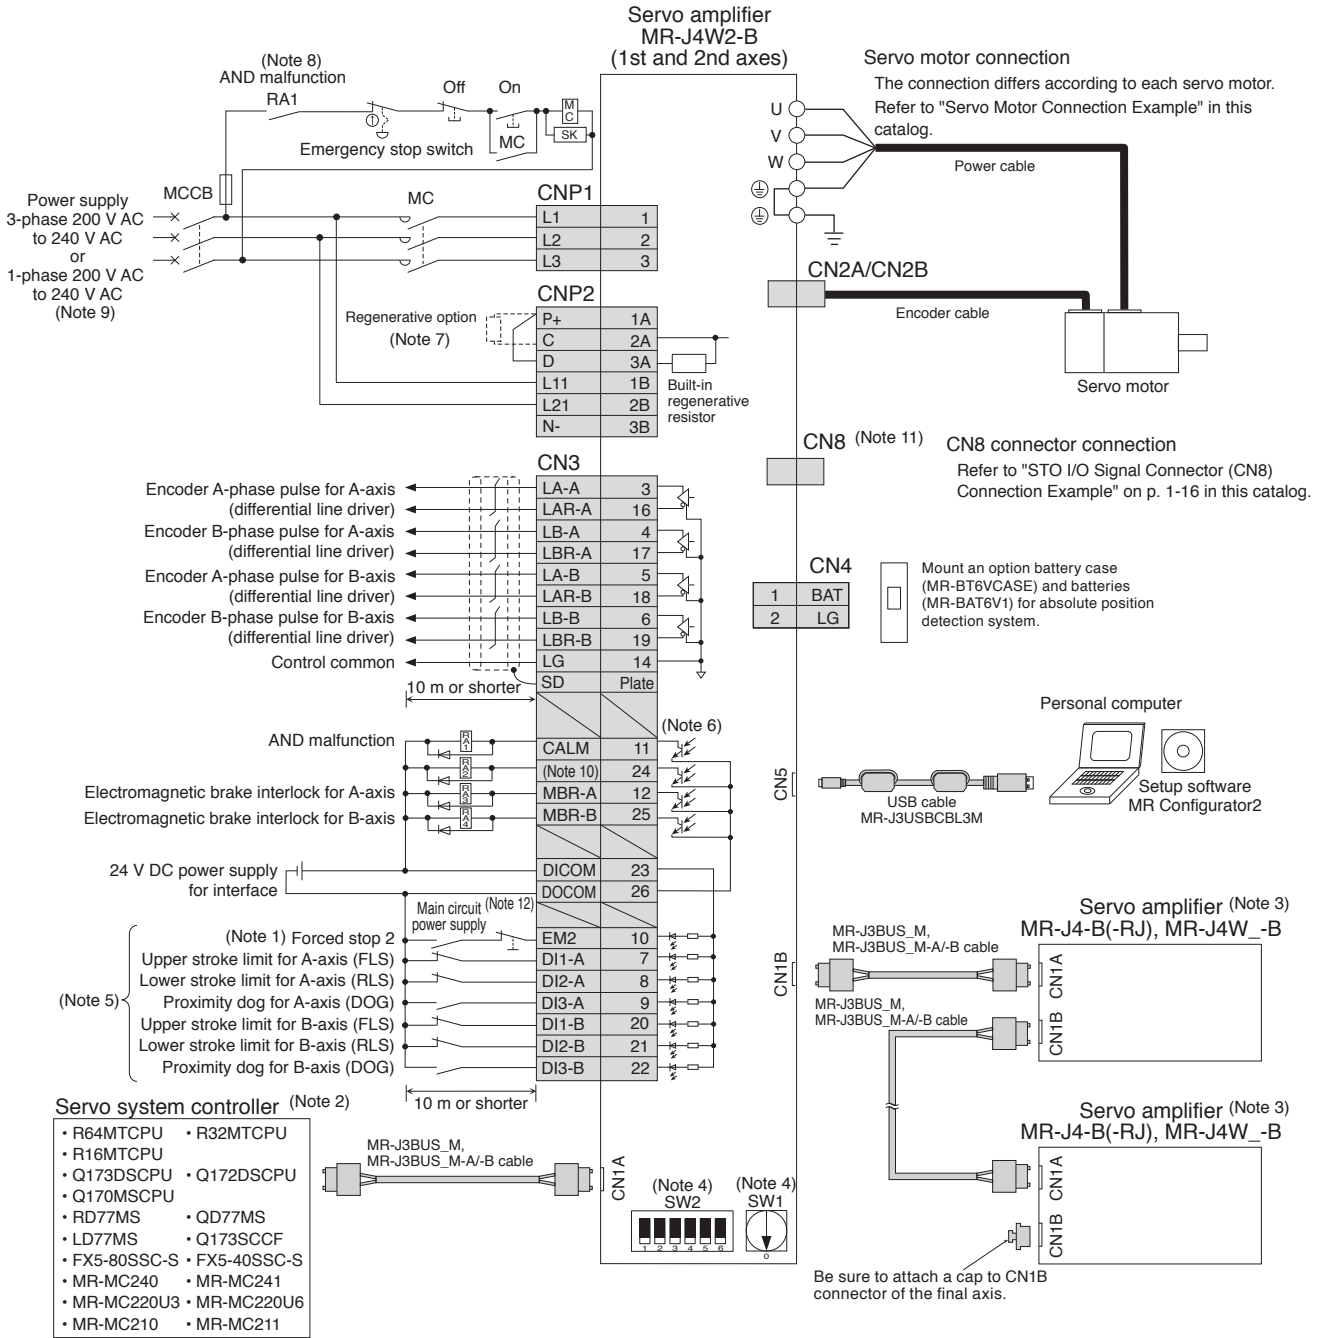 Servo amplifier
MR-J4W2-B
(1st and 2nd axes)
(Note 8)
AND malfunction
RA1
Off
On
MC
SK
MC
Emergency stop switch
Servo motor connection
The connection differs according to each servo motor.
Refer to "Servo Motor Connection Example" in this
catalog.
U
V
W
Power cable
Power supply
3-phase 200 V AC
to 240 V AC
or
1-phase 200 V AC
to 240 V AC
(Note 9)
MCCB
MC
CNP1
L1 1
L2 2
L3 3
CNP2
Regenerative option
(Note 7)
P+ 1A
C 2A
D 3A
L11 1B
L21 2B
N- 3B
Built-in
regenerative
resistor
CN2A/CN2B
Encoder cable
Servo motor
CN8 (Note 11)
CN8 connector connection
Refer to "STO I/O Signal Connector (CN8)
Connection Example" on p. 1-16 in this catalog.
CN3
Encoder A-phase pulse for A-axis
(differential line driver)
Encoder B-phase pulse for A-axis
(differential line driver)
Encoder A-phase pulse for B-axis
(differential line driver)
Encoder B-phase pulse for B-axis
(differential line driver)
Control common
10 m or shorter
LA-A 3
LAR-A 16
LB-A 4
LBR-A 17
LA-B 5
LAR-B 18
LB-B 6
LBR-B 19
LG 14
SD Plate
CN4
1 BAT
2 LG
Mount an option battery case
(MR-BT6VCASE) and batteries
(MR-BAT6V1) for absolute position
detection system.
(Note 6)
AND malfunction
RA1
CALM 11
RA2
(Note 10) 24
Electromagnetic brake interlock for A-axis
RA3
MBR-A 12
Electromagnetic brake interlock for B-axis
RA4
MBR-B 25
24 V DC power supply
for interface
DICOM 23
DOCOM 26
CN5
USB cable
MR-J3USBCBL3M
Personal computer
Setup software
MR Configurator2
Main circuit (Note 12)
power supply
(Note 5)
(Note 1) Forced stop 2
EM2 10
Upper stroke limit for A-axis (FLS)
DI1-A 7
Lower stroke limit for A-axis (RLS)
DI2-A 8
Proximity dog for A-axis (DOG)
DI3-A 9
Upper stroke limit for B-axis (FLS)
DI1-B 20
Lower stroke limit for B-axis (RLS)
DI2-B 21
Proximity dog for B-axis (DOG)
DI3-B 22
10 m or shorter
CN1B
MR-J3BUS_M,
MR-J3BUS_M-A/-B cable
Servo amplifier (Note 3)
MR-J4-B(-RJ), MR-J4W_-B
CN1A
CN1B
MR-J3BUS_M,
MR-J3BUS_M-A/-B cable
Servo amplifier (Note 3)
MR-J4-B(-RJ), MR-J4W_-B
CN1A
CN1B
Be sure to attach a cap to CN1B
connector of the final axis.
Servo system controller (Note 2)
• R64MTCPU • R32MTCPU
• R16MTCPU
• Q173DSCPU • Q172DSCPU
• Q170MSCPU
• RD77MS • QD77MS
• LD77MS • Q173SCCF
• FX5-80SSC-S • FX5-40SSC-S
• MR-MC240 • MR-MC241
• MR-MC220U3 • MR-MC220U6
• MR-MC210 • MR-MC211
MR-J3BUS_M,
MR-J3BUS_M-A/-B cable
CN1A
(Note 4)
SW2
1 2 3 4 5 6
(Note 4)
SW1
0